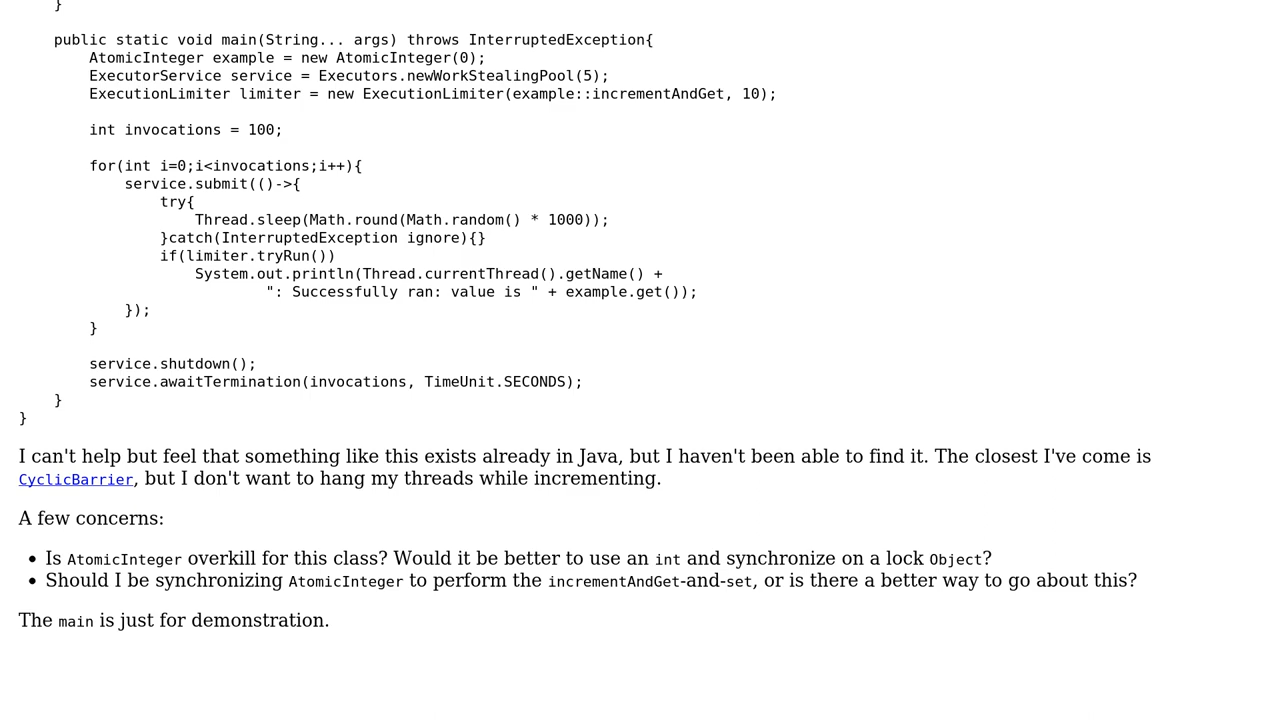 }

    public static void main(String... args) throws InterruptedException{
        AtomicInteger example = new AtomicInteger(0);
        ExecutorService service = Executors.newWorkStealingPool(5);
        ExecutionLimiter limiter = new ExecutionLimiter(example::incrementAndGet, 10);

        int invocations = 100;

        for(int i=0;i<invocations;i++){
            service.submit(()->{
                try{
                    Thread.sleep(Math.round(Math.random() * 1000));
                }catch(InterruptedException ignore){}
                if(limiter.tryRun())
                    System.out.println(Thread.currentThread().getName() +
                            ": Successfully ran: value is " + example.get());
            });
        }

        service.shutdown();
        service.awaitTermination(invocations, TimeUnit.SECONDS);
    }
}
I can't help but feel that something like this exists already in Java, but I haven't been able to find it. The closest I've come is
CyclicBarrier, but I don't want to hang my threads while incrementing.
A few concerns:
• Is AtomicInteger overkill for this class? Would it be better to use an int and synchronize on a lock Object?
• Should I be synchronizing AtomicInteger to perform the incrementAndGet-and-set, or is there a better way to go about this?
The main is just for demonstration.